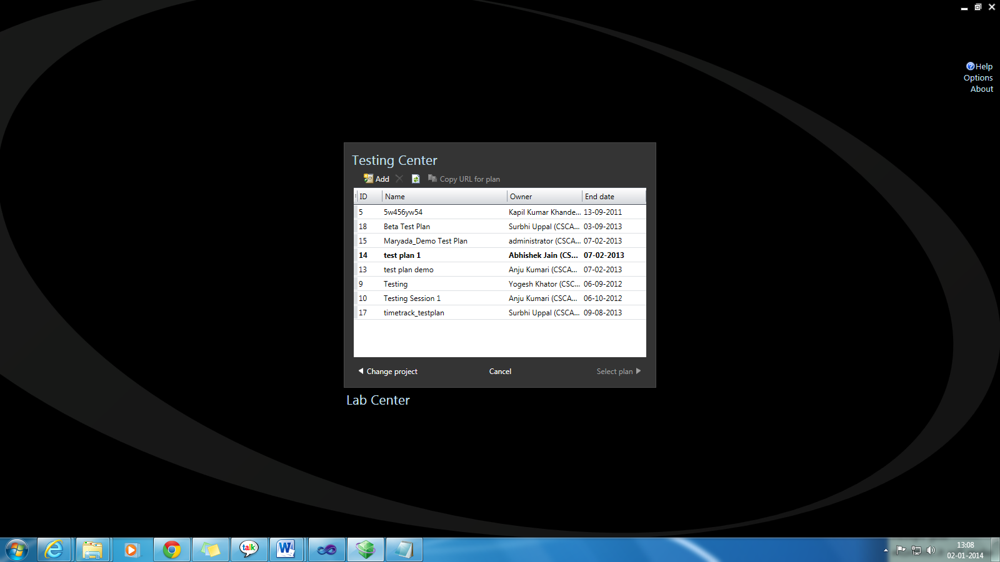 Help
Options
About
Testing Center
Add Copy URL for plan
ID Name Owner End date
5 5w456yw54 Kapil Kumar Khande... 13-09-2011
18 Beta Test Plan Surbhi Uppal (CSCA... 03-09-2013
15 Maryada_Demo Test Plan administrator (CSCA... 07-02-2013
14 test plan 1 Abhishek Jain (CS... 07-02-2013
13 test plan demo Anju Kumari (CSCA... 07-02-2013
9 Testing Yogesh Khator (CSC... 06-09-2012
10 Testing Session 1 Anju Kumari (CSCA... 06-10-2012
17 timetrack_testplan Surbhi Uppal (CSCA... 09-08-2013
Change project Cancel Select plan
Lab Center
talk
W
13:08
02-01-2014